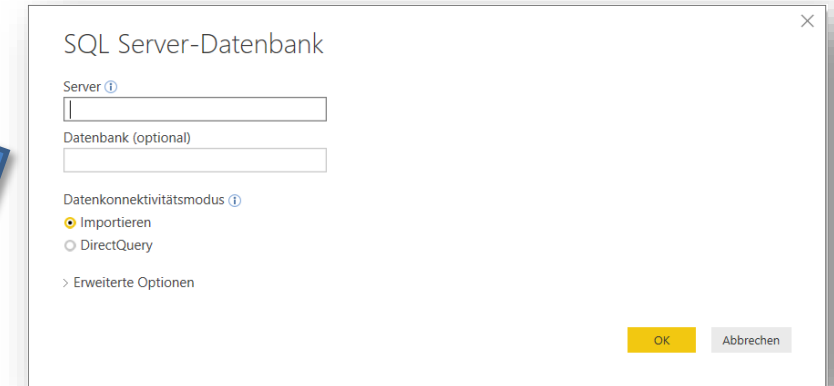 SQL Server-Datenbank
Server
Datenbank (optional)
Datenkonnektivitätsmodus
Importieren
DirectQuery
Erweiterte Optionen
OK Abbrechen